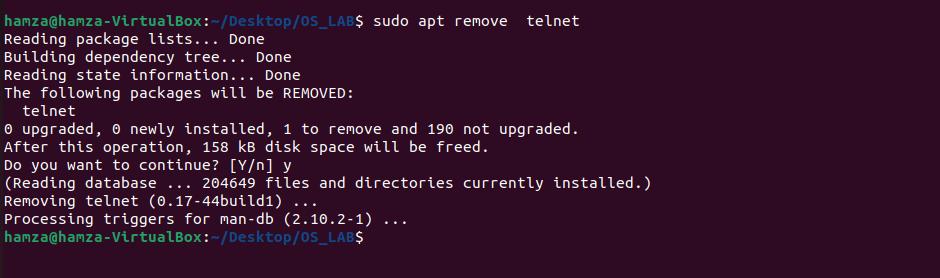 hamza@hamza-VirtualBox:~/Desktop/OS_LAB$ sudo apt remove  telnet
Reading package lists... Done
Building dependency tree... Done
Reading state information... Done
The following packages will be REMOVED:
  telnet
0 upgraded, 0 newly installed, 1 to remove and 190 not upgraded.
After this operation, 158 kB disk space will be freed.
Do you want to continue? [Y/n] y
(Reading database ... 204649 files and directories currently installed.)
Removing telnet (0.17-44build1) ...
Processing triggers for man-db (2.10.2-1) ...
hamza@hamza-VirtualBox:~/Desktop/OS_LAB$